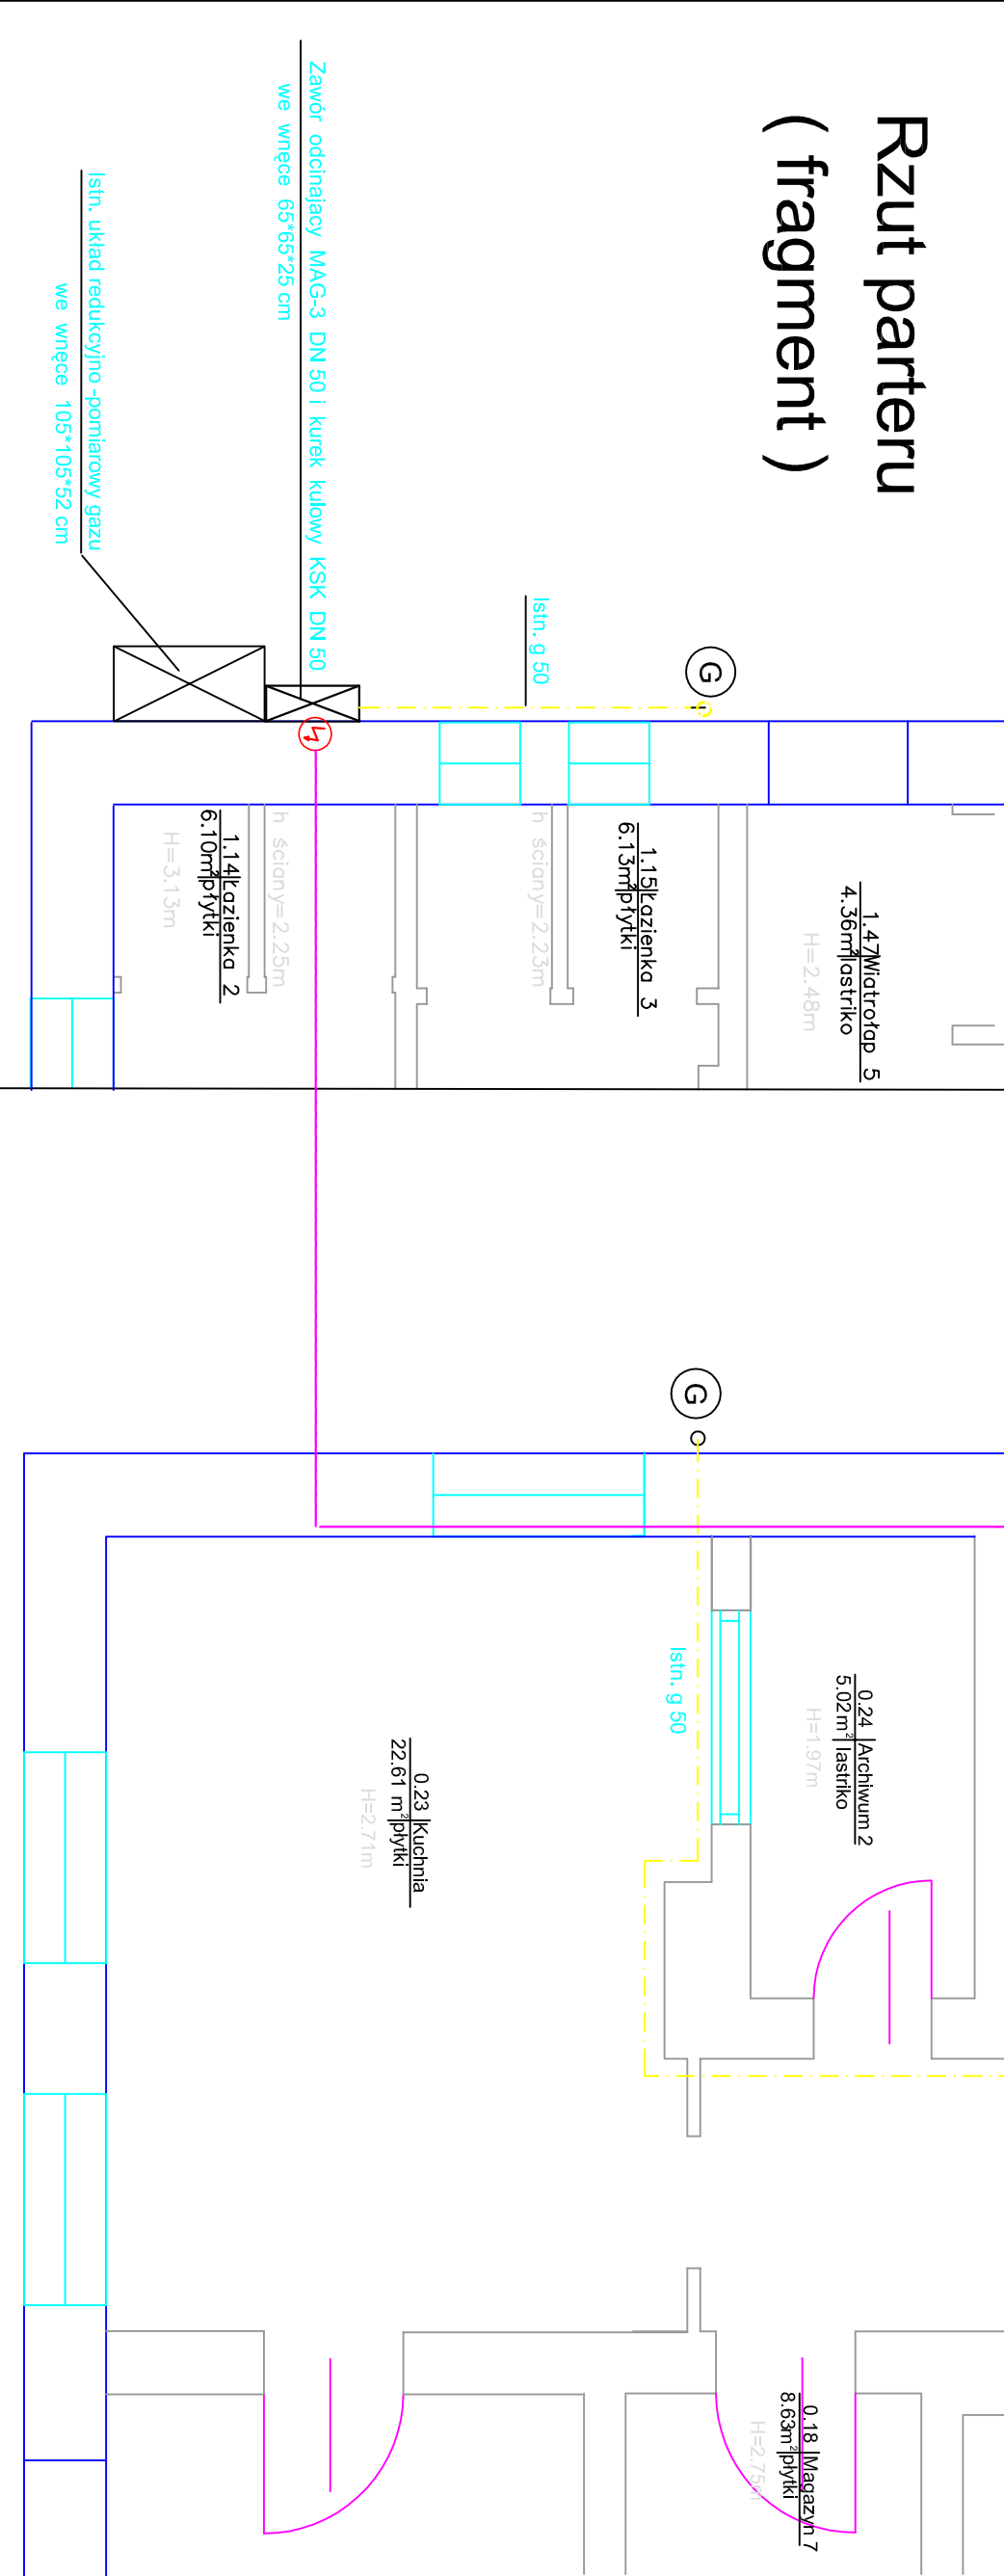 Rzut parteru
( fragment )
Zawór odcinajacy MAG-3 DN 50 i kurek kulowy KSK DN 50
we wnęce 65*65*25 cm
Istn. układ redukcyjno -pomiarowy gazu
we wnęce 105*105*52 cm
Istn. g 50
G
1.47 Wiatrołap 5
4.36m² lastriko
H=2.48m
1.15 Łazienka 3
6.13m² płytki
h ściany=2.23m
h ściany=2.25m
1.14 Łazienka 2
6.10m² płytki
H=3.13m
G
Istn. g 50
0.24 Archiwum 2
5.02m² lastriko
H=1.97m
0.23 Kuchnia
22.61 m² płytki
H=2.71m
0.18 Magazyn 7
8.63m² płytki
H=2.75m